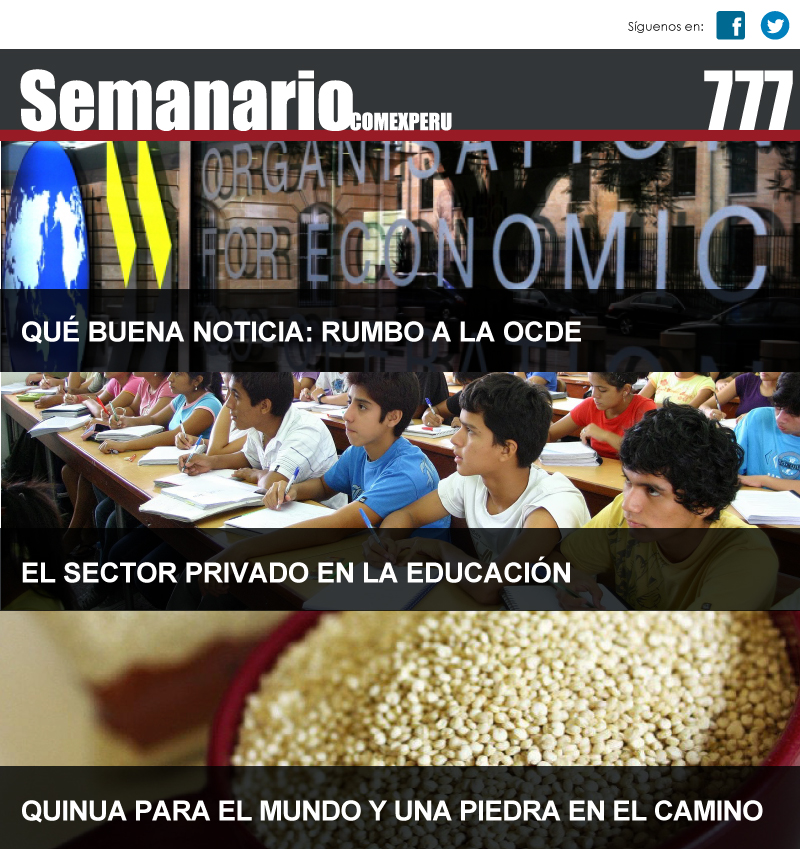 Síguenos en:
Semanario COMEXPERU
777
ORGANISATION
FOR ECONOMIC
QUÉ BUENA NOTICIA: RUMBO A LA OCDE
EL SECTOR PRIVADO EN LA EDUCACIÓN
QUINUA PARA EL MUNDO Y UNA PIEDRA EN EL CAMINO